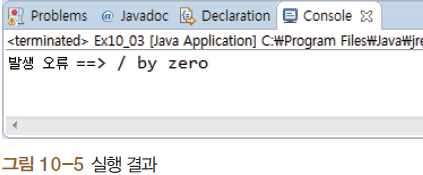 Problems @ Javadoc Declaration Console
<terminated> Ex10_03 [Java Application] C:₩Program Files₩Java₩jre
발생 오류 ==> / by zero
그림 10-5 실행 결과